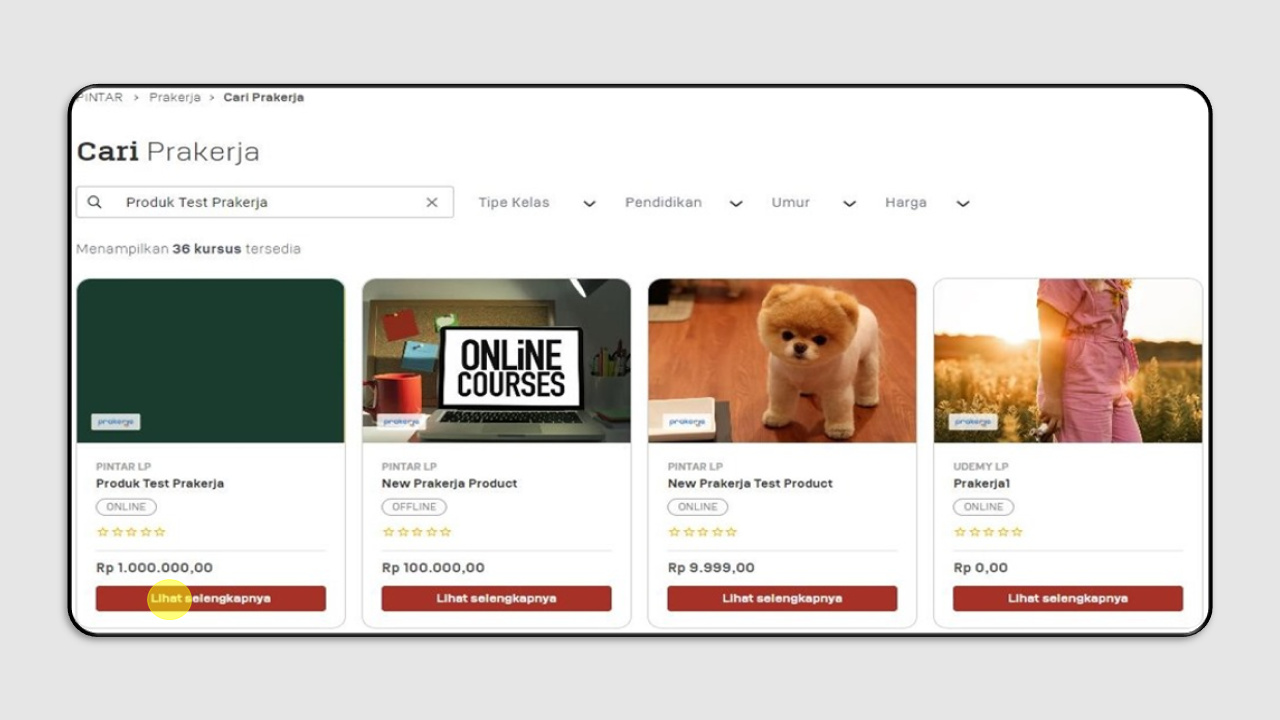 PINTAR > Prakerja > Cari Prakerja
Cari Prakerja
Produk Test Prakerja
Tipe Kelas Pendidikan Umur Harga
Menampilkan 36 kursus tersedia
prakerja
PINTAR LP
Produk Test Prakerja
ONLINE
Rp 1.000.000,00
Lihat selengkapnya
ONLiNE
COURSES
prakerja
PINTAR LP
New Prakerja Product
OFFLINE
Rp 100.000,00
Lihat selengkapnya
prakerja
PINTAR LP
New Prakerja Test Product
ONLINE
Rp 9.999,00
Lihat selengkapnya
prakerja
UDEMY LP
Prakerja1
ONLINE
Rp 0,00
Lihat selengkapnya